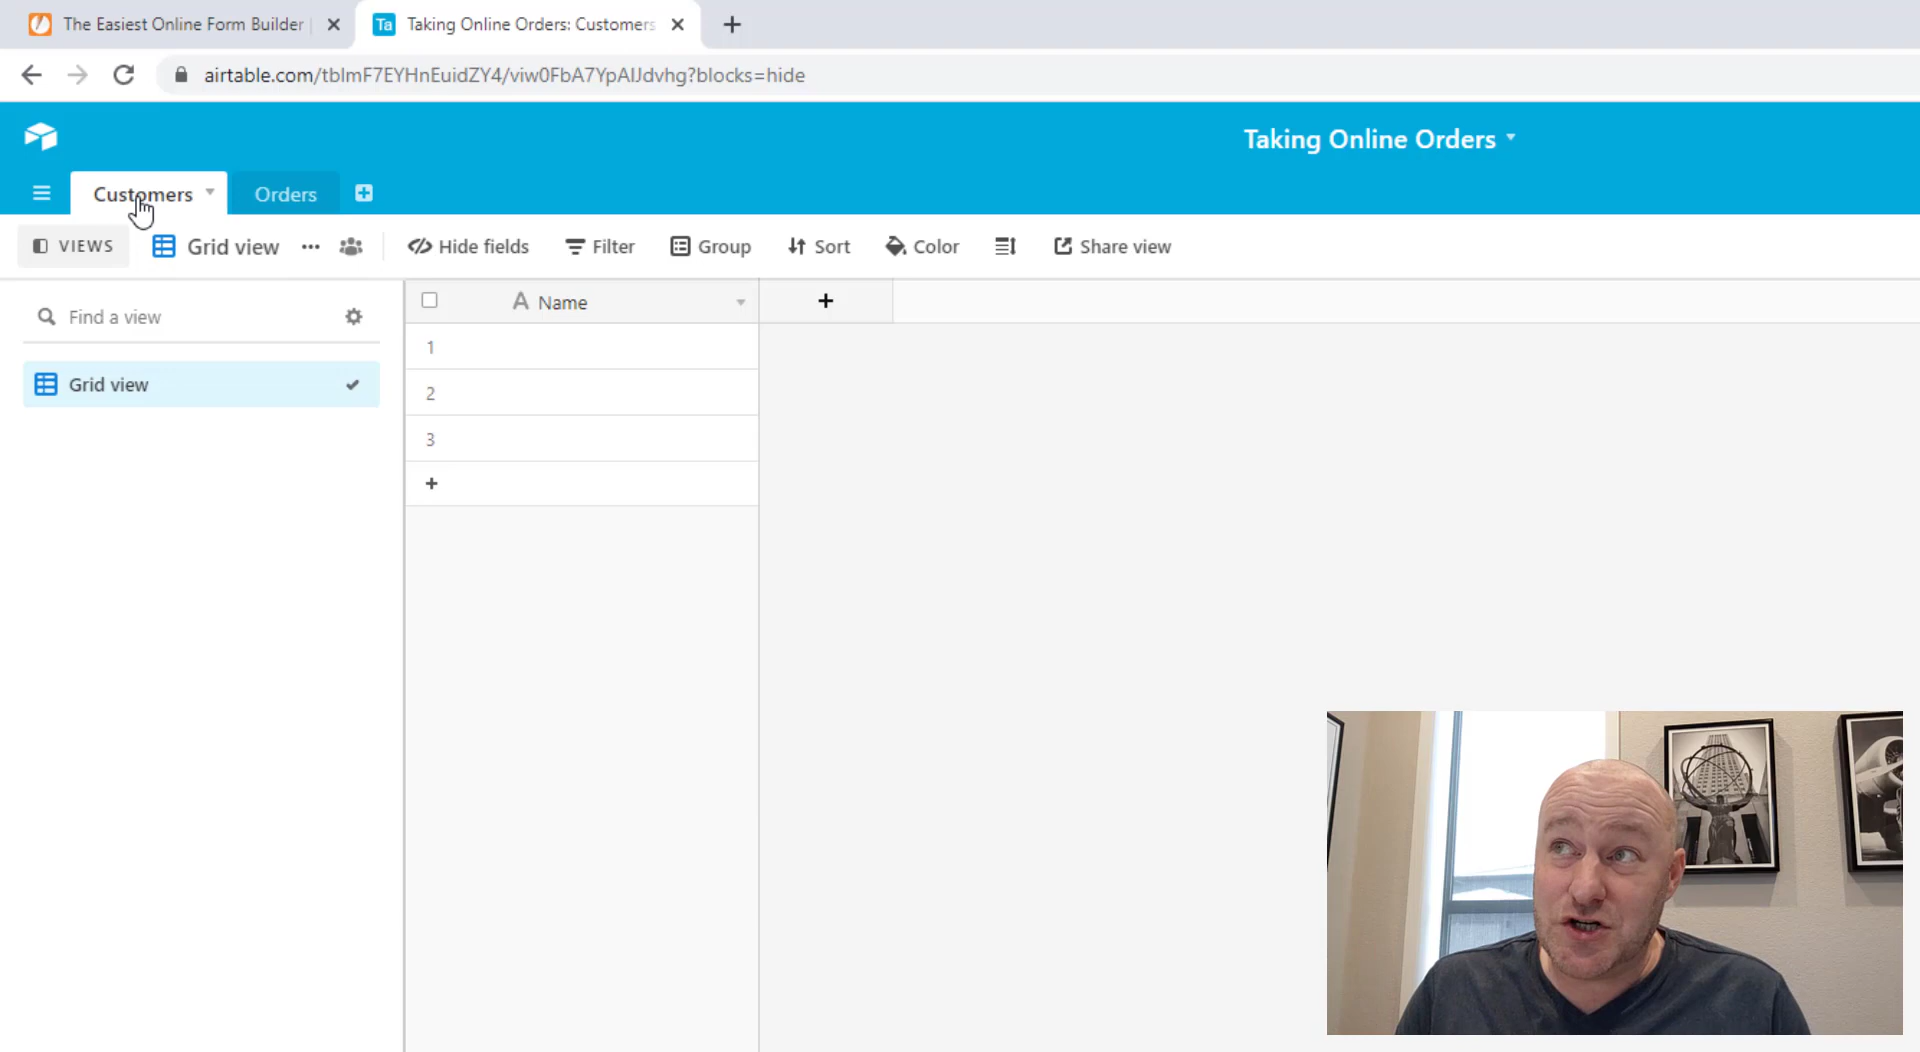 The Easiest Online Form Builder
Ta Taking Online Orders: Customers
airtable.com/tblmF7EYHnEuidZY4/viw0FbA7YpAlJdvhg?blocks=hide
Taking Online Orders
Customers Orders
VIEWS Grid view Hide fields Filter Group Sort Color Share view
Find a view
A Name
1
Grid view
2
3